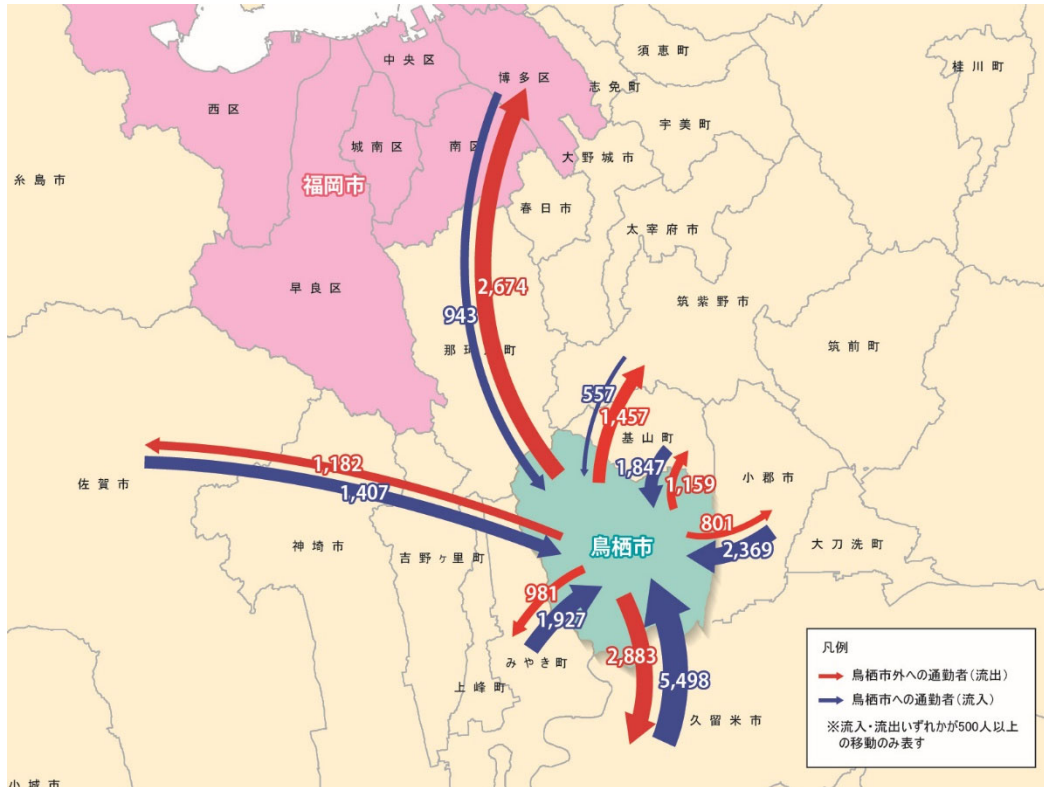 須恵町
桂川町
中央区
博多区
志免町
西区
宇美町
城南区
南区
大野城市
糸島市
福岡市
春日市
太宰府市
早良区
2,674
筑紫野市
943
筑前町
557
1,457
基山町
1,182
1,847
1,159
小郡市
佐賀市
1,407
801
神埼市
吉野ヶ里町
鳥栖市
2,369
大刀洗町
981
1,927
みやき町
2,883
上峰町
5,498
久留米市
凡例
鳥栖市外への通勤者(流出)
鳥栖市への通勤者(流入)
※流入・流出いずれかが500人以上
の移動のみ表す
小城市